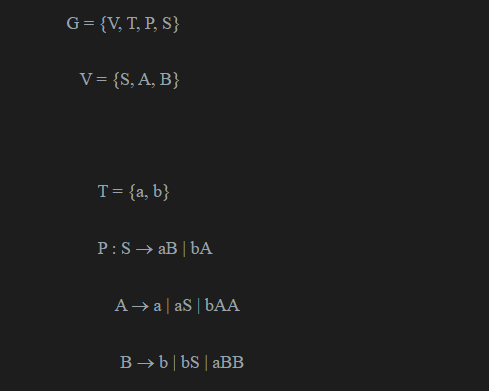 G = {V, T, P, S}
V = {S, A, B}
T = {a, b}
P : S → aB | bA
A → a | aS | bAA
B → b | bS | aBB